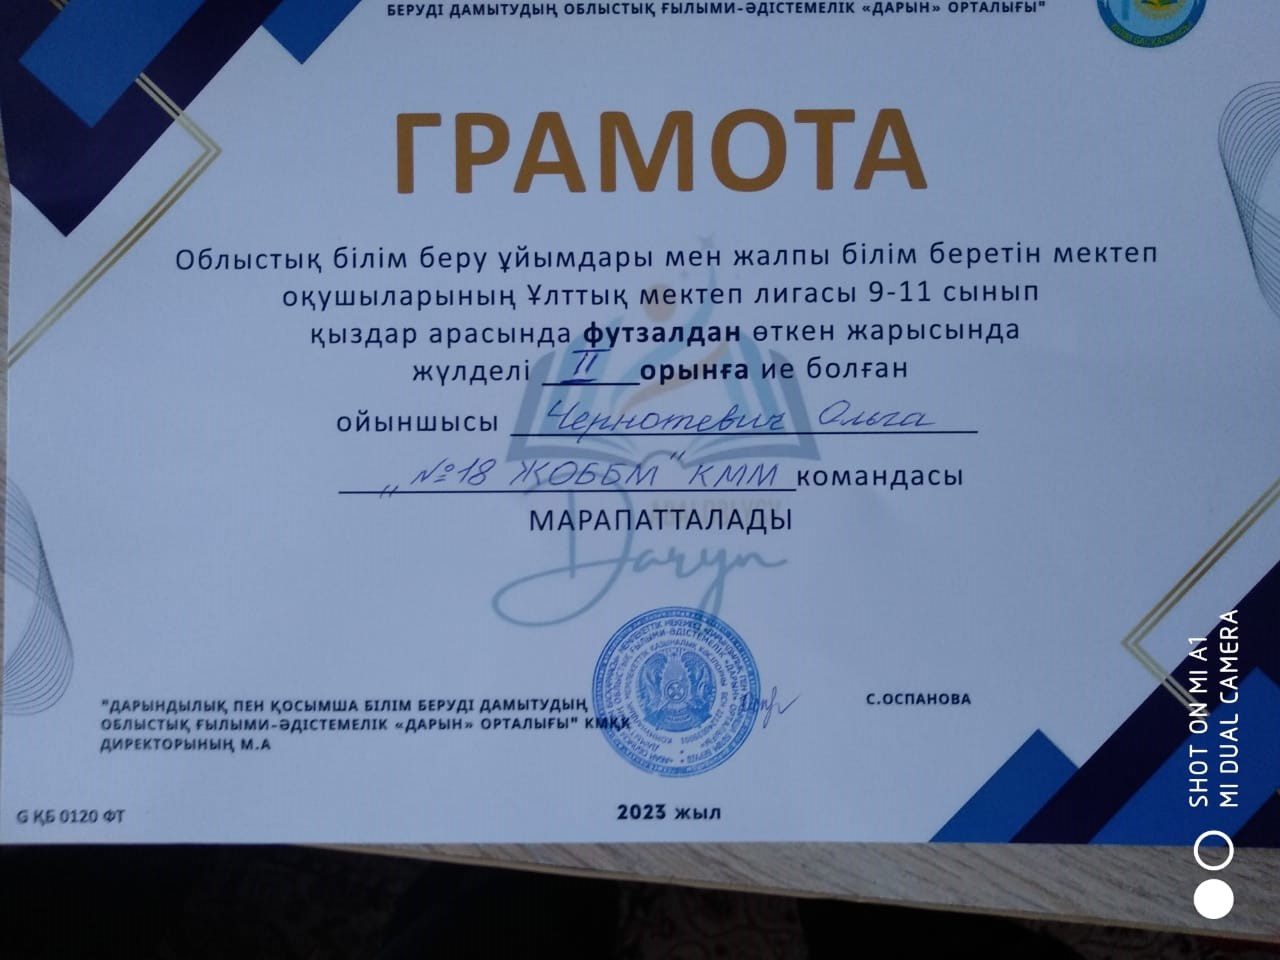 БЕРУДІ ДАМЫТУДЫҢ ОБЛЫСТЫҚ ҒЫЛЫМИ-ӘДІСТЕМЕЛІК «ДАРЫН» ОРТАЛЫҒЫ"
ГРАМОТА
Облыстық білім беру ұйымдары мен жалпы білім беретін мектеп
оқушыларының Ұлттық мектеп лигасы 9-11 сынып
қыздар арасында футзалдан өткен жарысында
жүлделі II орынға ие болған
ойыншысы Чернотевич Ольга
„№18 ЖОББМ" КММ командасы
МАРАПАТТАЛАДЫ
Daryn
"ДАРЫНДЫЛЫҚ ПЕН ҚОСЫМША БІЛІМ БЕРУДІ ДАМЫТУДЫҢ
ОБЛЫСТЫҚ ҒЫЛЫМИ-ӘДІСТЕМЕЛІК «ДАРЫН» ОРТАЛЫҒЫ" КМҚК
ДИРЕКТОРЫНЫҢ М.А
С.ОСПАНОВА
G ҚБ 0120 ФТ
2023 жыл
SHOT ON MI A1
MI DUAL CAMERA